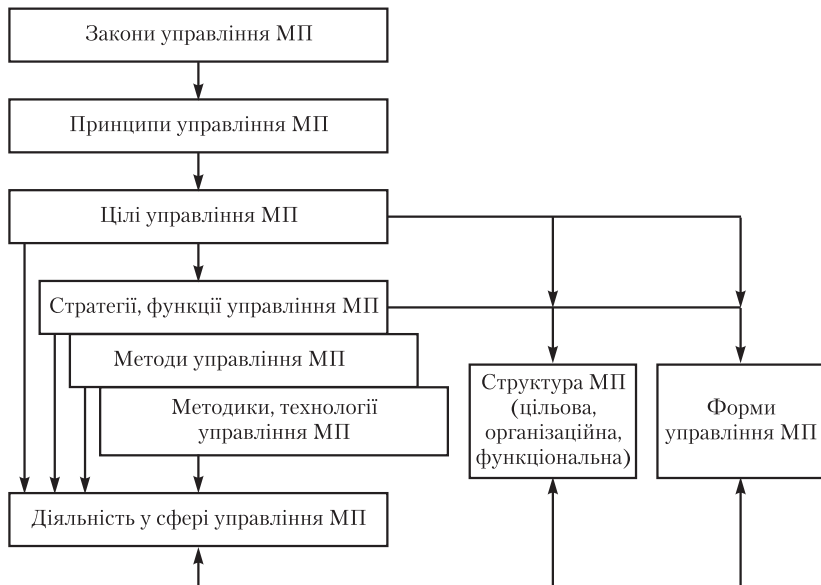 Закони управління МП
Принципи управління МП
Цілі управління МП
Стратегії, функції управління МП
Методи управління МП
Методики, технології
управління МП
Структура МП
(цільова,
організаційна,
функціональна)
Форми
управління МП
Діяльність у сфері управління МП